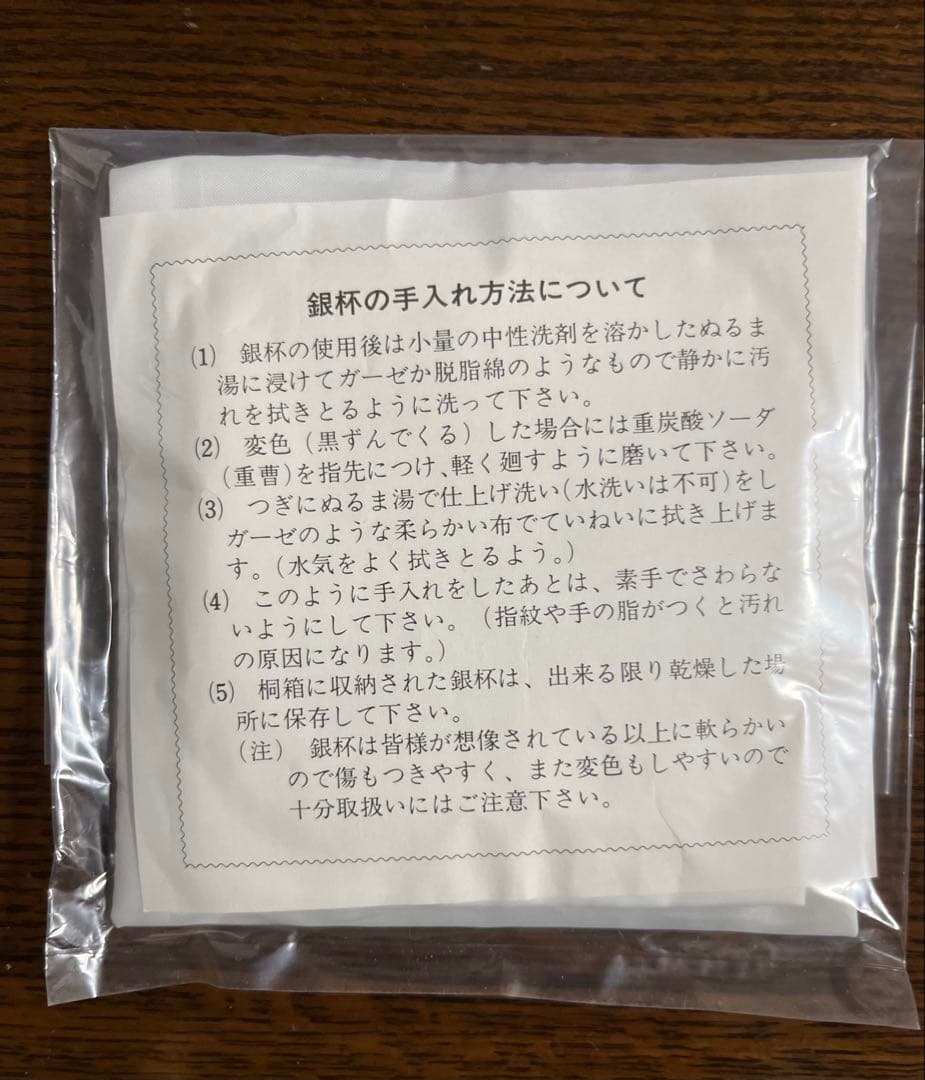 銀杯の手入れ方法について
⑴　銀杯の使用後は小量の中性洗剤を溶かしたぬるま
湯に浸けてガーゼか脱脂綿のようなもので静かに汚
れを拭きとるように洗って下さい。
⑵　変色（黒ずんでくる）した場合には重炭酸ソーダ
(重曹)を指先につけ、軽く廻すように磨いて下さい。
⑶　つぎにぬるま湯で仕上げ洗い(水洗いは不可)をし
ガーゼのような柔らかい布でていねいに拭き上げま
す。(水気をよく拭きとるよう。)
⑷　このように手入れをしたあとは、素手でさわらな
いようにして下さい。（指紋や手の脂がつくと汚れ
の原因になります。)
⑸　桐箱に収納された銀杯は、出来る限り乾燥した場
所に保存して下さい。
（注）　銀杯は皆様が想像されている以上に軟らかい
ので傷もつきやすく、また変色もしやすいので
十分取扱いにはご注意下さい。